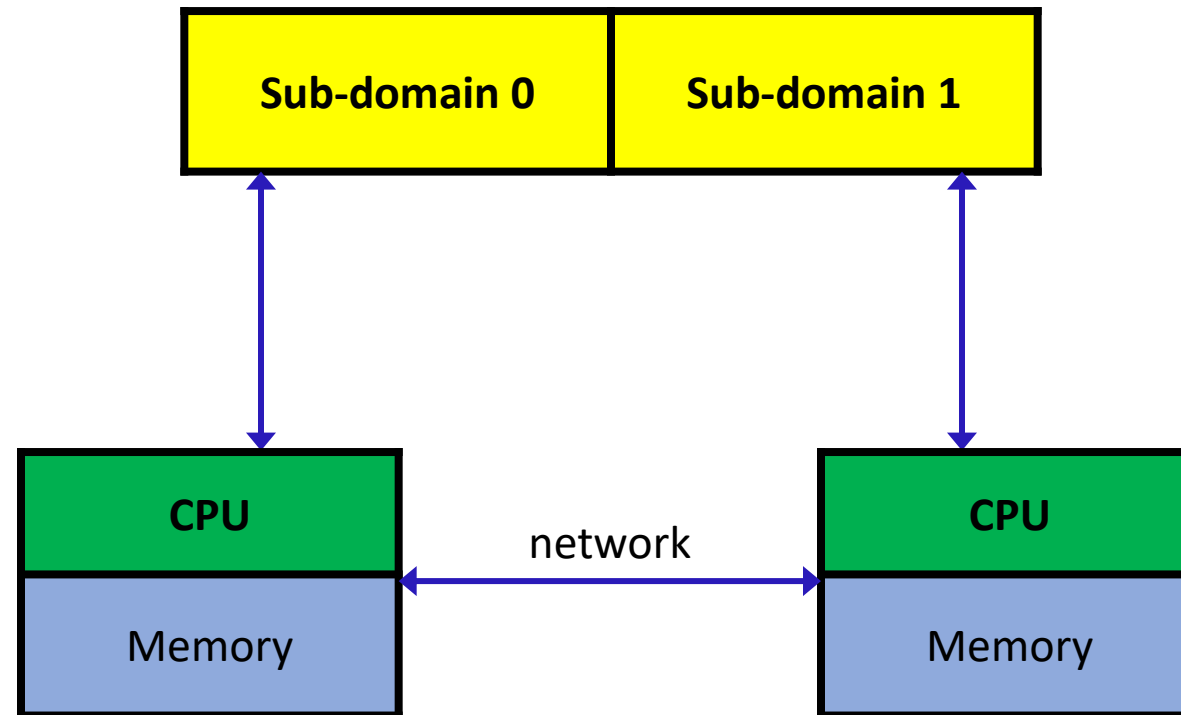 Sub-domain 0
Sub-domain 1
CPU
network
CPU
Memory
Memory